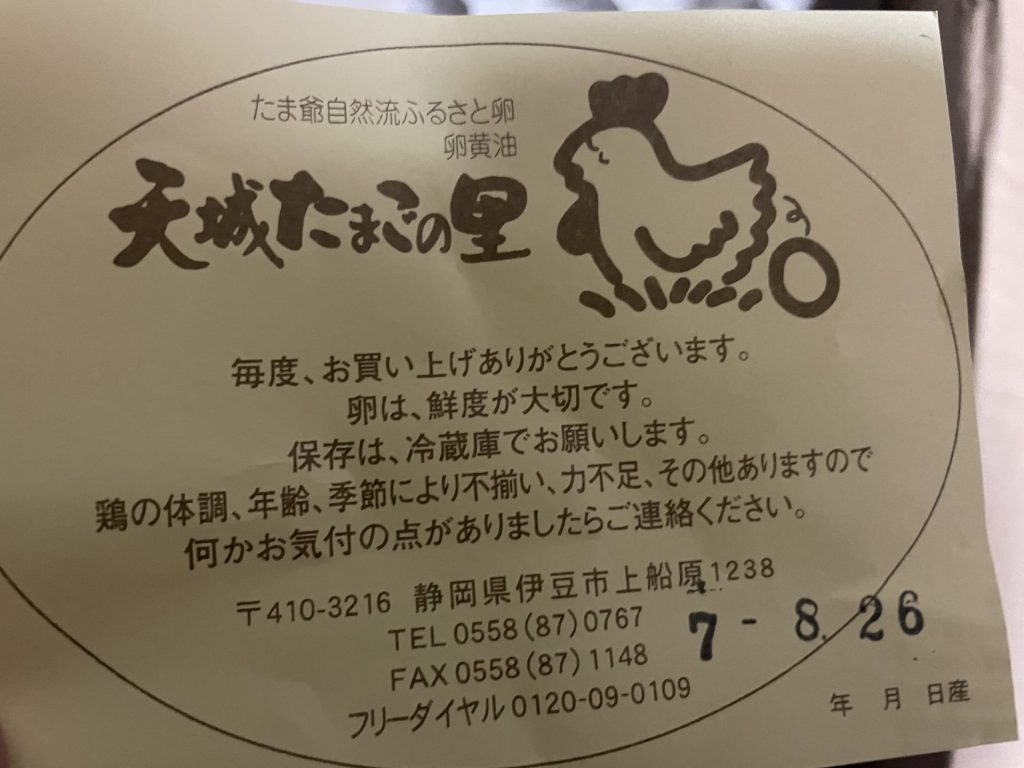 たま爺自然流ふるさと卵
卵黄油
天城たまごの里
毎度、お買い上げありがとうございます。
卵は、鮮度が大切です。
保存は、冷蔵庫でお願いします。
鶏の体調、年齢、季節により不揃い、力不足、その他ありますので
何かお気付の点がありましたらご連絡ください。
〒410-3216 静岡県伊豆市上船原1238
TEL 0558(87)0767
FAX 0558(87)1148
フリーダイヤル 0120-09-0109
7 - 8. 26
年 月 日産